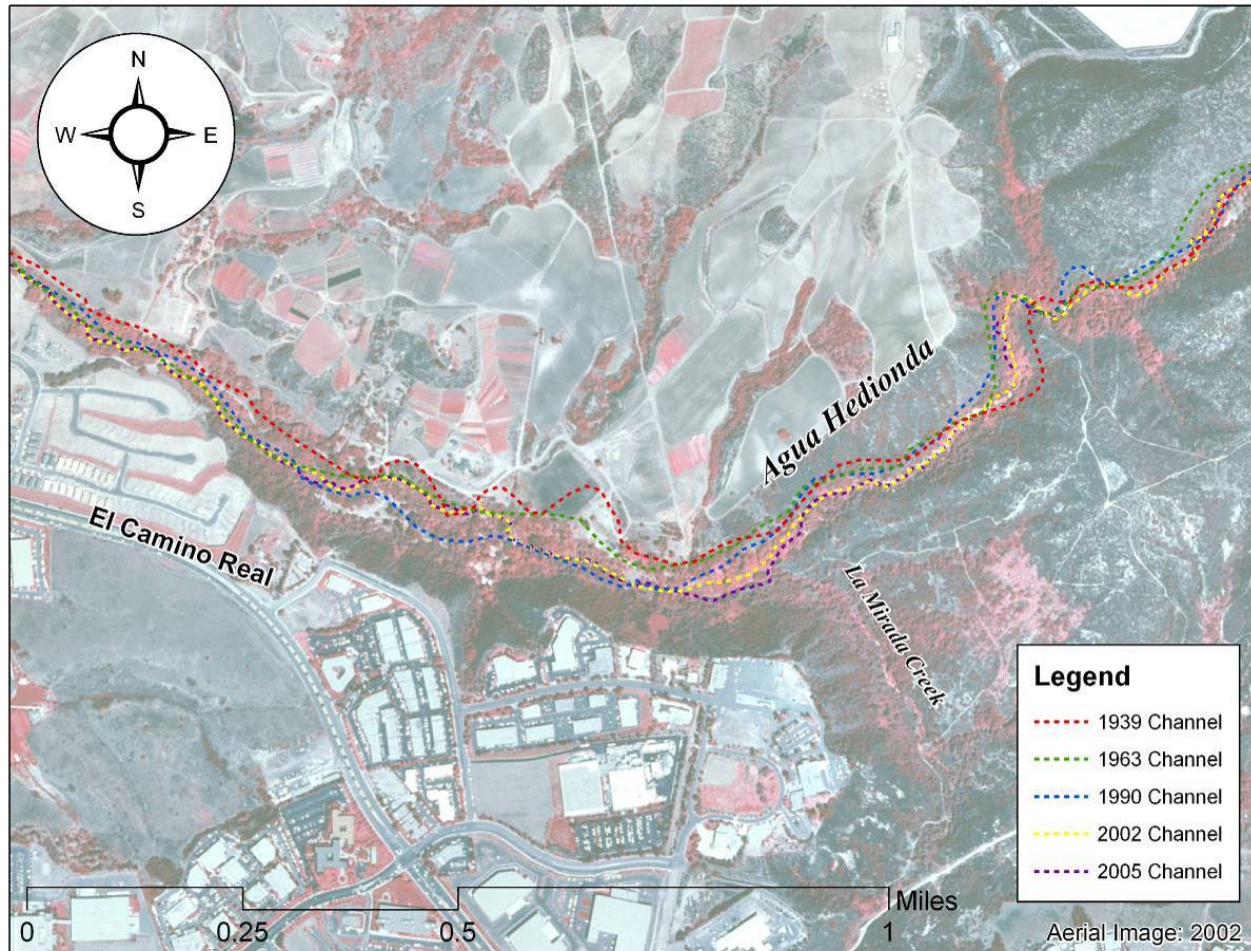 N
W E
S
Agua Hedionda
El Camino Real
La Mirada Creek
Legend
1939 Channel
1963 Channel
1990 Channel
2002 Channel
2005 Channel
Miles
0 0.25 0.5 1
Aerial Image: 2002